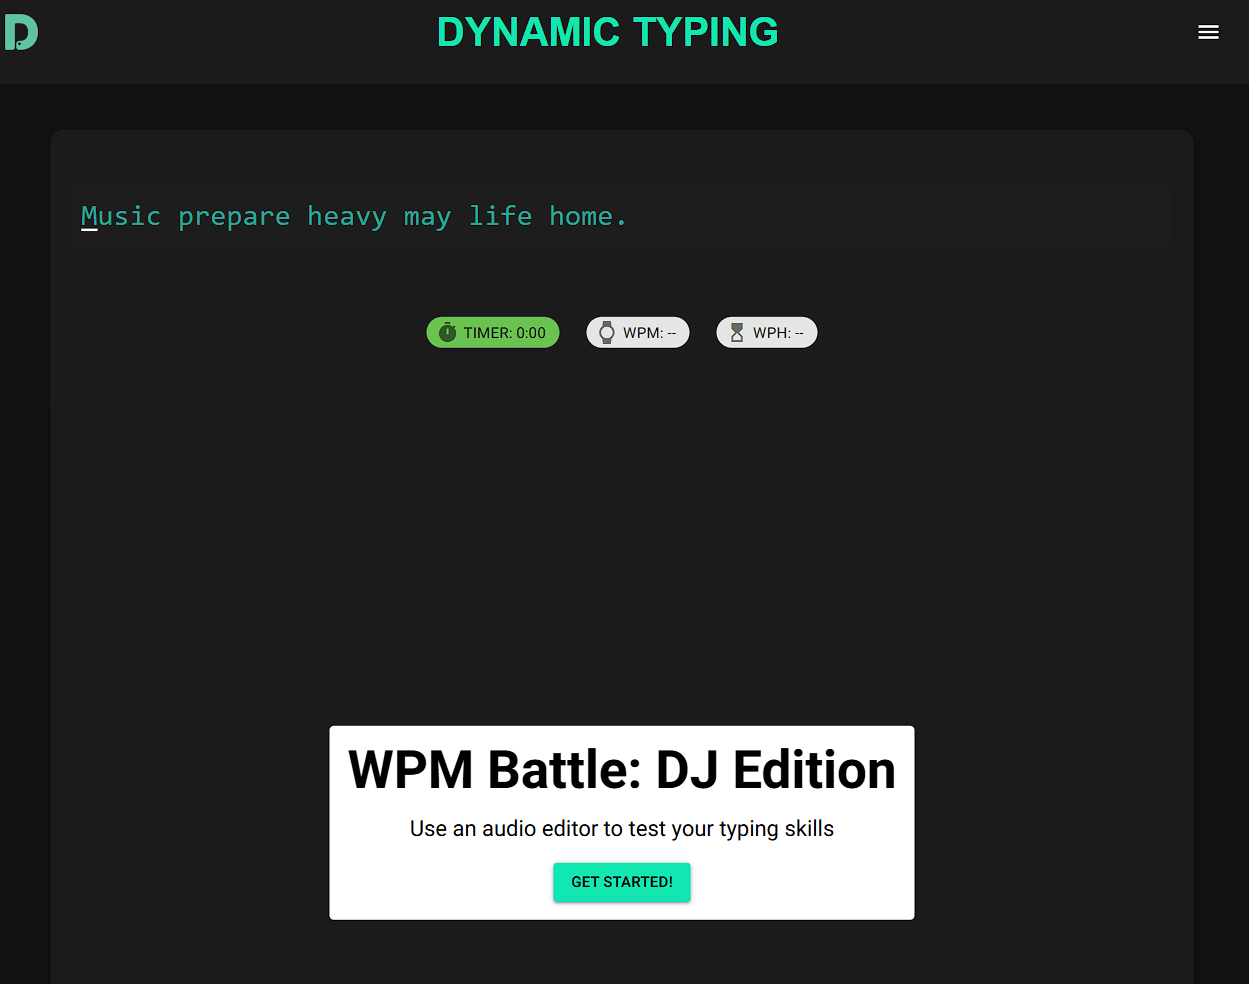 D
DYNAMIC TYPING
Music prepare heavy may life home.
TIMER: 0:00
WPM: --
WPH: --
WPM Battle: DJ Edition
Use an audio editor to test your typing skills
GET STARTED!